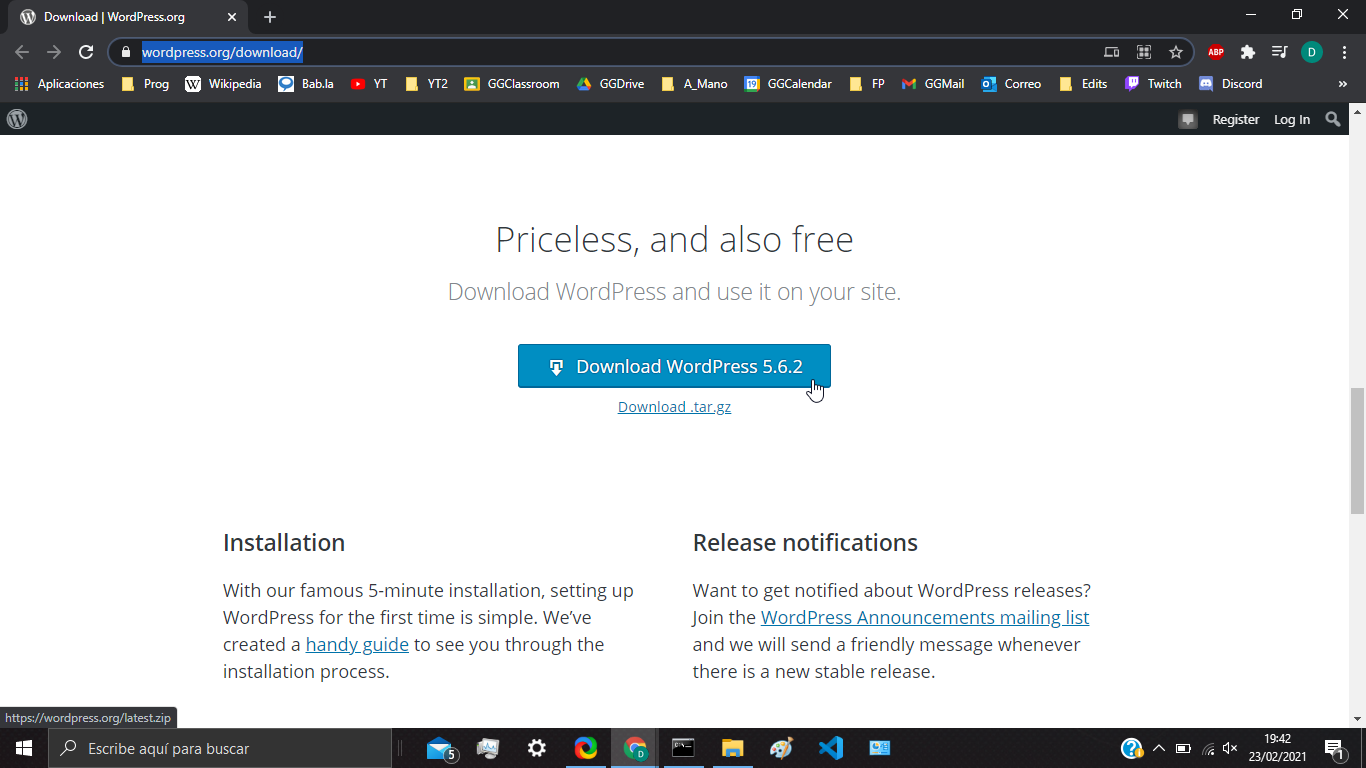 Download | WordPress.org
wordpress.org/download/
ABP
D
Aplicaciones Prog Wikipedia Bab.la YT YT2 GGClassroom GGDrive A_Mano GGCalendar FP GGMail Correo Edits Twitch Discord »
Register Log In
Priceless, and also free
Download WordPress and use it on your site.
Download WordPress 5.6.2
Download .tar.gz
Installation
With our famous 5-minute installation, setting up
WordPress for the first time is simple. We’ve
created a handy guide to see you through the
installation process.
Release notifications
Want to get notified about WordPress releases?
Join the WordPress Announcements mailing list
and we will send a friendly message whenever
there is a new stable release.
https://wordpress.org/latest.zip
Escribe aquí para buscar
5
D
19:42
23/02/2021
1